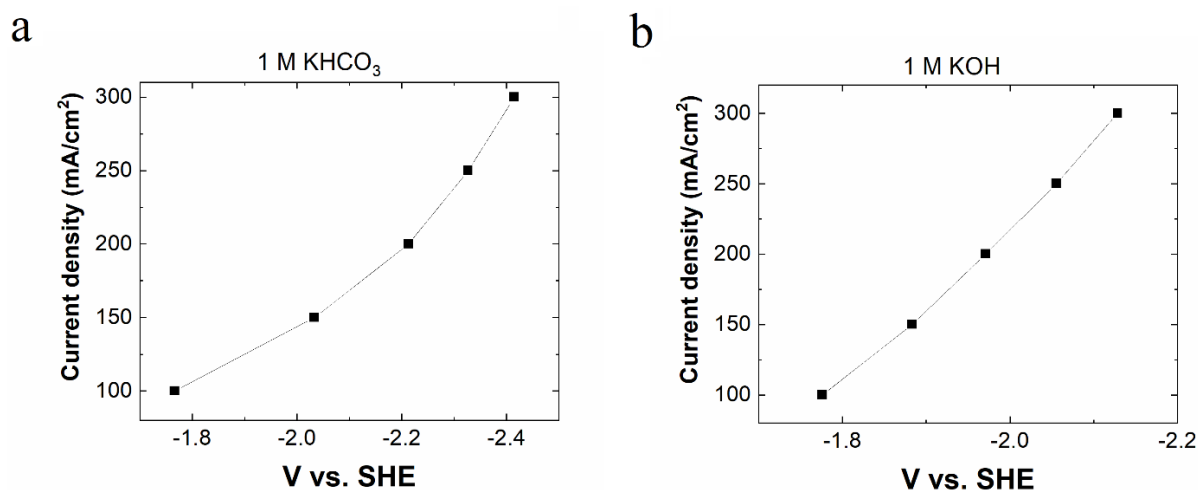 a
1 M KHCO₃
Current density (mA/cm²)
300
250
200
150
100
-1.8 -2.0 -2.2 -2.4
V vs. SHE
b
1 M KOH
Current density (mA/cm²)
300
250
200
150
100
-1.8 -2.0 -2.2
V vs. SHE